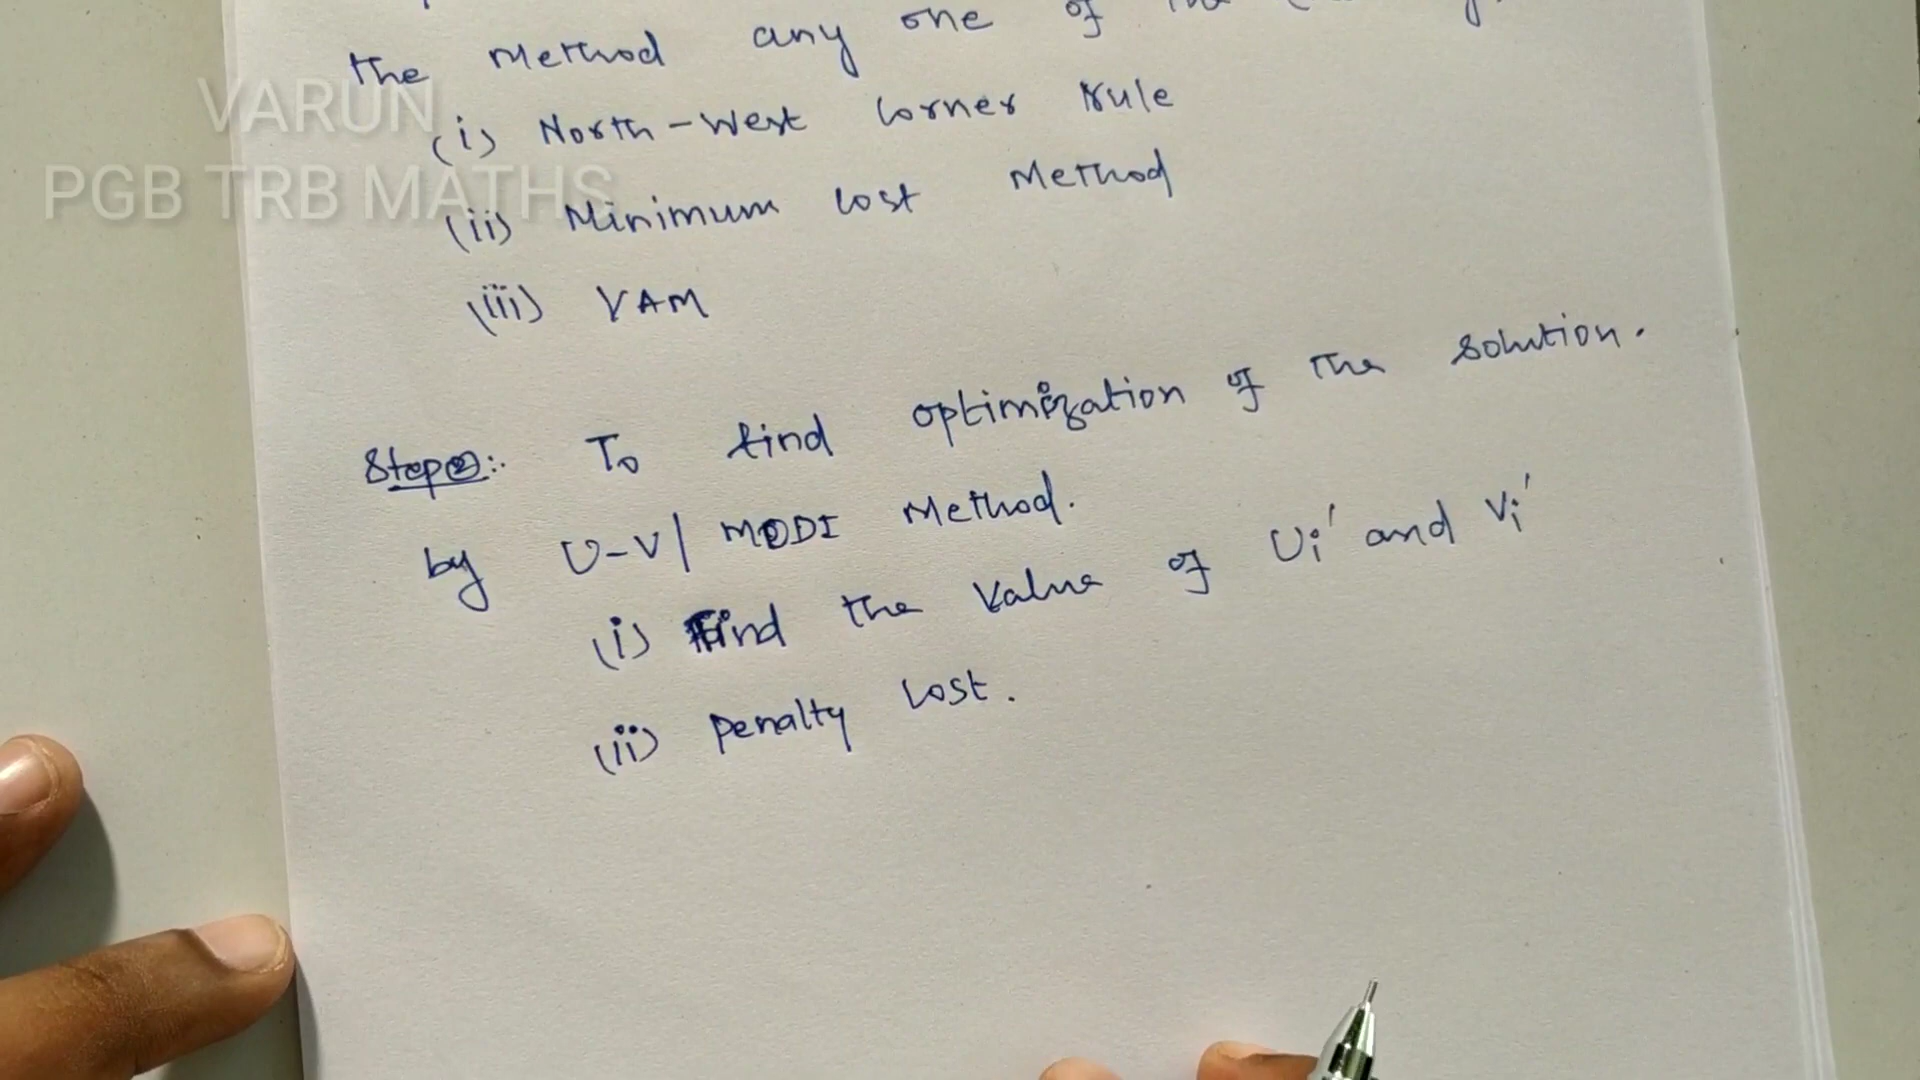 the Method any one of the
(i) North-West Corner Rule
(ii) Minimum Cost Method
(iii) VAM
Step②: To find optimization of the solution.
by U-V/ MODI Method.
(i) Find the Value of Ui' and Vi'
(ii) Penalty Cost.
VARUN
PGB TRB MATHS